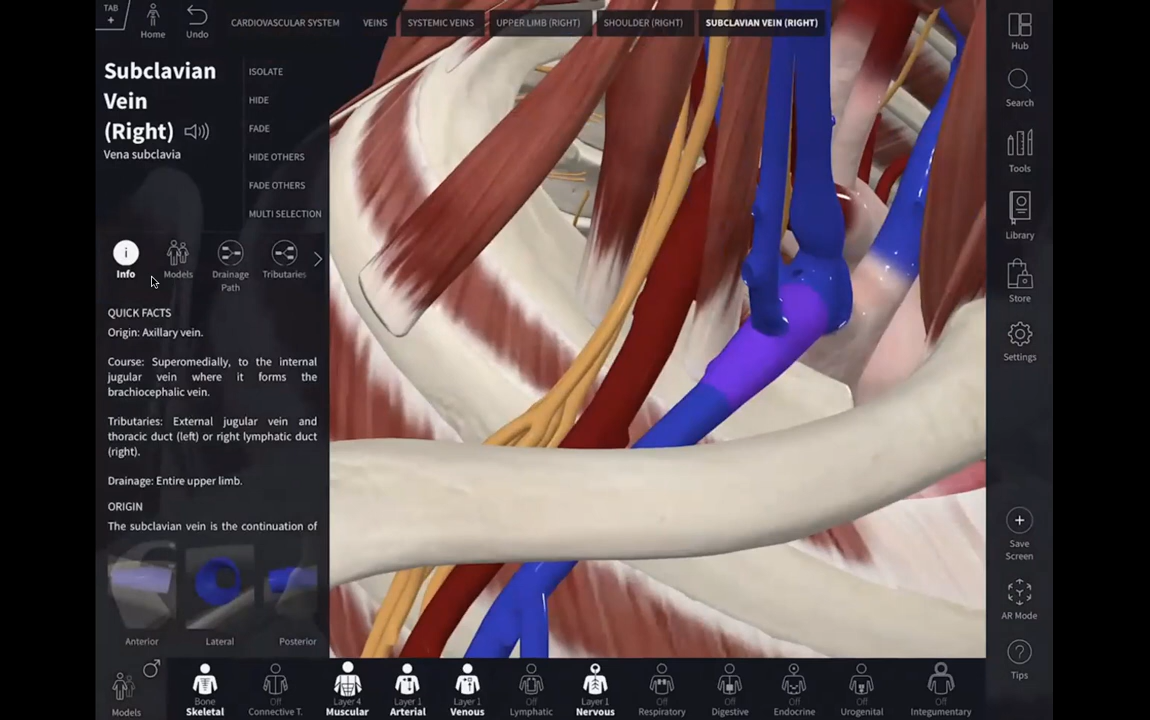 TAB
+
Home
Undo
CARDIOVASCULAR SYSTEM
VEINS
SYSTEMIC VEINS
UPPER LIMB (RIGHT)
SHOULDER (RIGHT)
SUBCLAVIAN VEIN (RIGHT)
Subclavian
Vein
(Right)
Vena subclavia
ISOLATE
HIDE
FADE
HIDE OTHERS
FADE OTHERS
MULTI SELECTION
i
Info
Models
Drainage
Path
Tributaries
QUICK FACTS
Origin: Axillary vein.
Course: Superomedially, to the internal
jugular vein where it forms the
brachiocephalic vein.
Tributaries: External jugular vein and
thoracic duct (left) or right lymphatic duct
(right).
Drainage: Entire upper limb.
ORIGIN
The subclavian vein is the continuation of
Anterior
Lateral
Posterior
Hub
Search
Tools
Library
Store
Settings
+
Save
Screen
AR Mode
?
Tips
Models
Bone
Skeletal
Off
Connective T.
Layer 4
Muscular
Layer 1
Arterial
Layer 1
Venous
Off
Lymphatic
Layer 1
Nervous
Off
Respiratory
Off
Digestive
Off
Endocrine
Off
Urogenital
Off
Integumentary